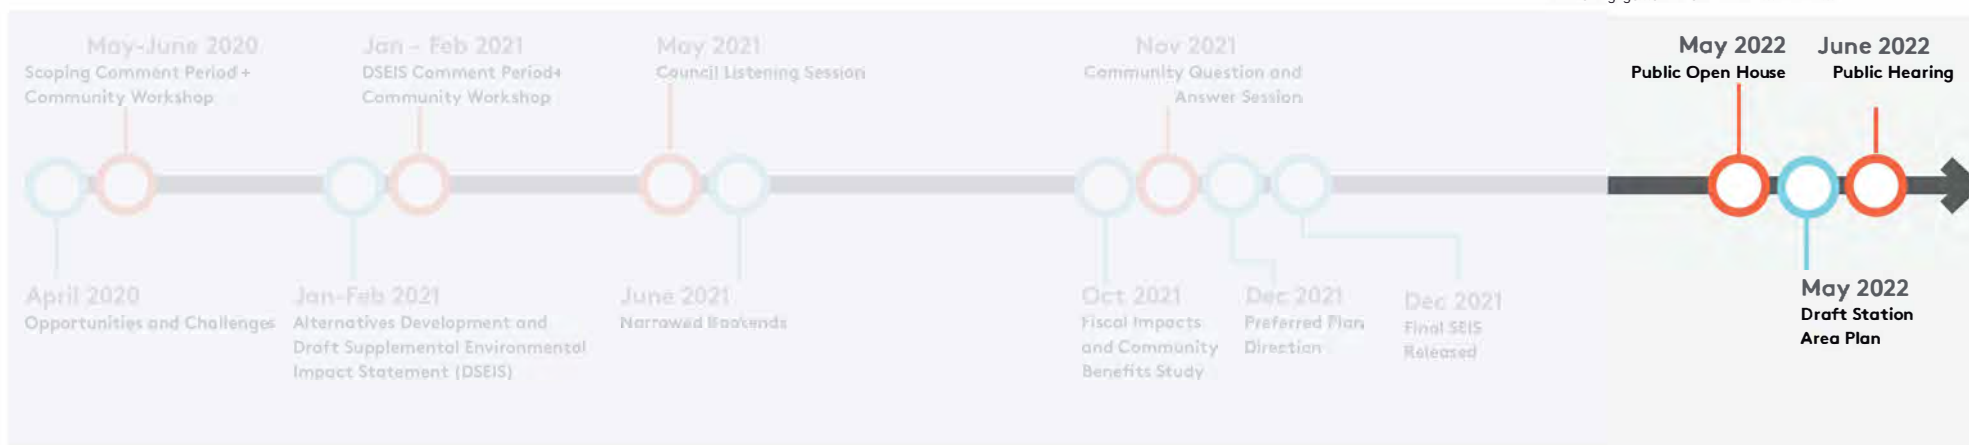 May-June 2020
Scoping Comment Period +
Community Workshop
Jan - Feb 2021
DSEIS Comment Period+
Community Workshop
May 2021
Council Listening Session
Nov 2021
Community Question and
Answer Session
May 2022
Public Open House
June 2022
Public Hearing
April 2020
Opportunities and Challenges
Jan-Feb 2021
Alternatives Development and
Draft Supplemental Environmental
Impact Statement (DSEIS)
June 2021
Narrowed Bookends
Oct 2021
Fiscal Impacts
and Community
Benefits Study
Dec 2021
Preferred Plan
Direction
Dec 2021
Final SEIS
Released
May 2022
Draft Station
Area Plan